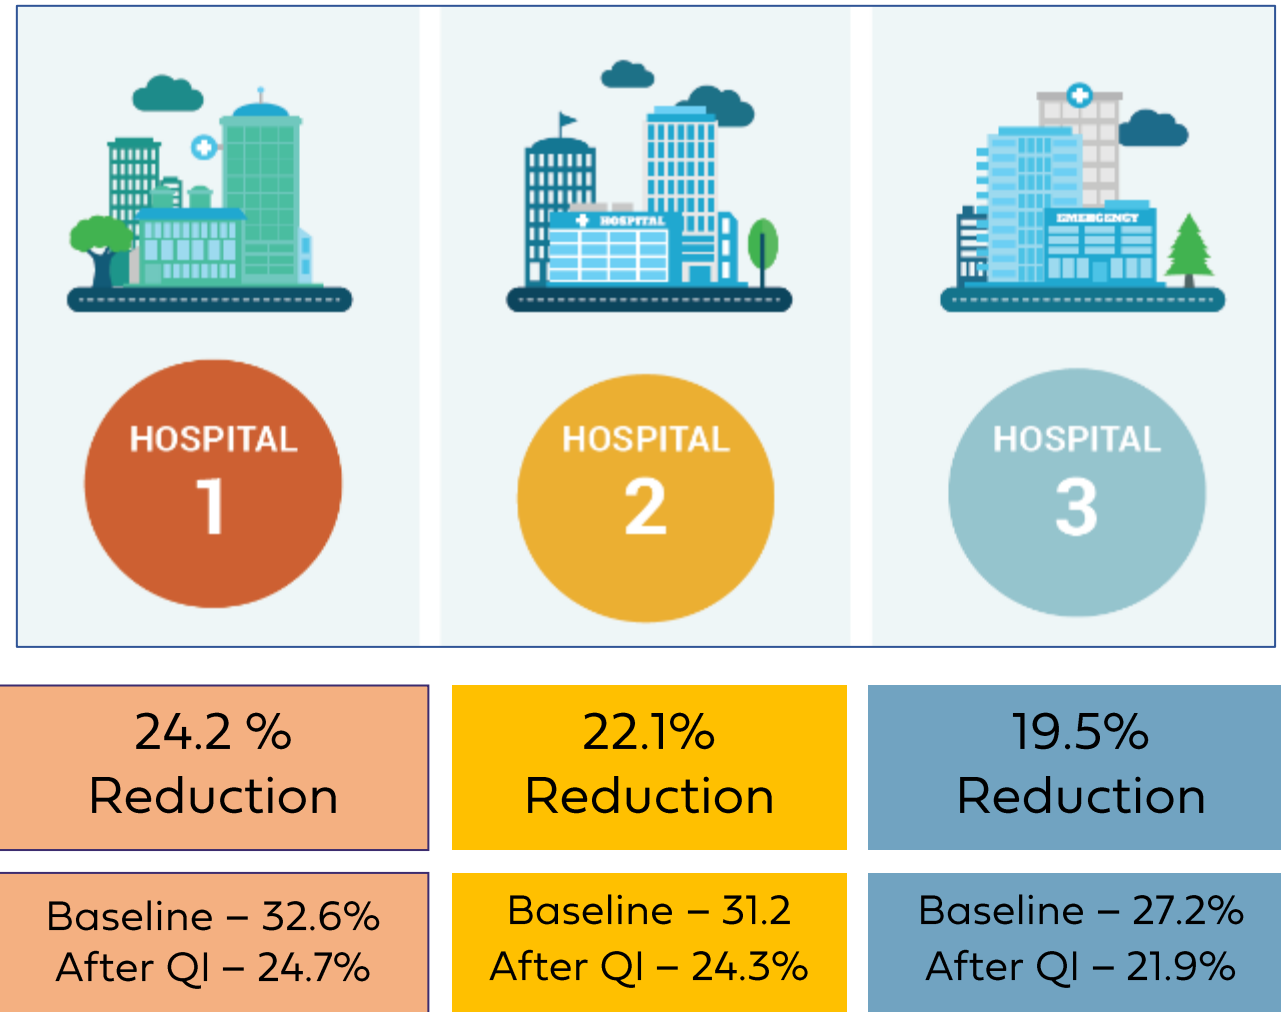 HOSPITAL
EMERGENCY
HOSPITAL
1
HOSPITAL
2
HOSPITAL
3
24.2 %
Reduction
22.1%
Reduction
19.5%
Reduction
Baseline – 32.6%
After QI – 24.7%
Baseline – 31.2
After QI – 24.3%
Baseline – 27.2%
After QI – 21.9%